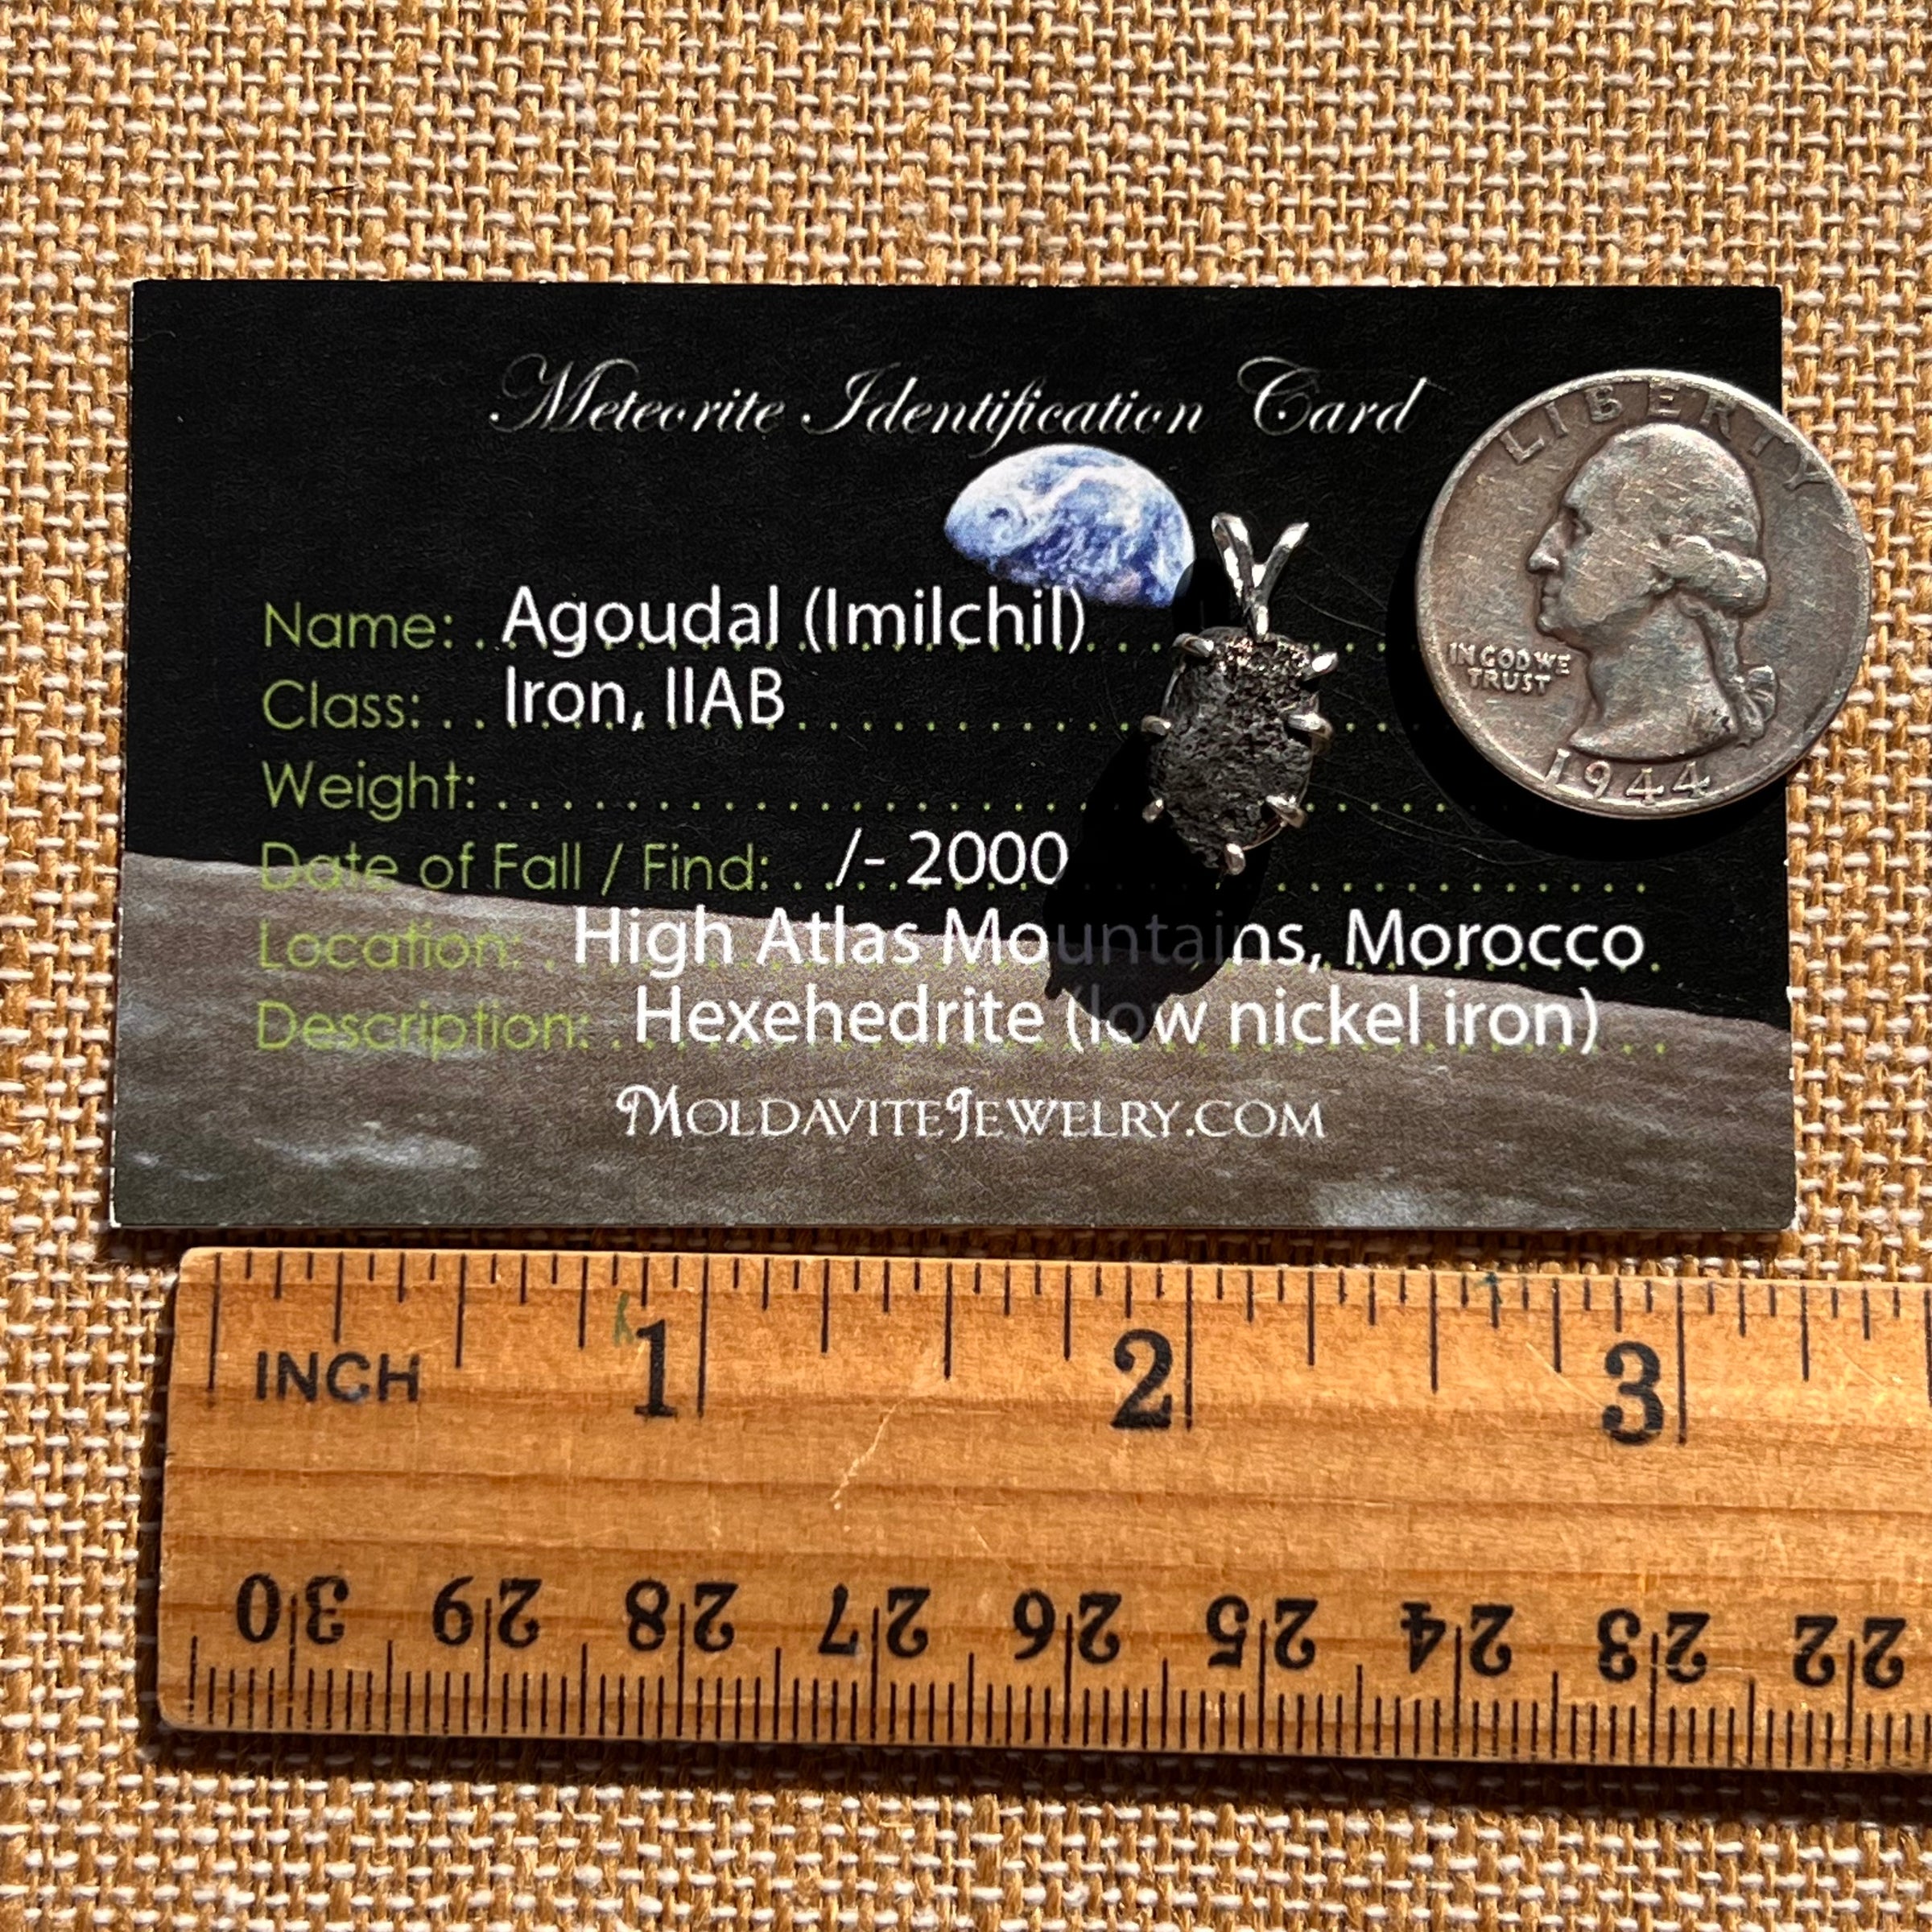 Meteorite Identification Card
LIBERTY
IN GOD WE
TRUST
1944
Name: Agoudal (Imilchil)
Class: Iron, IIAB
Weight:
Date of Fall / Find: /- 2000
Location: High Atlas Mountains, Morocco
Description: Hexehedrite (low nickel iron)
MOLDAVITEJEWELRY.COM
1 2 3
INCH
30 29 28 27 26 25 24 23 22